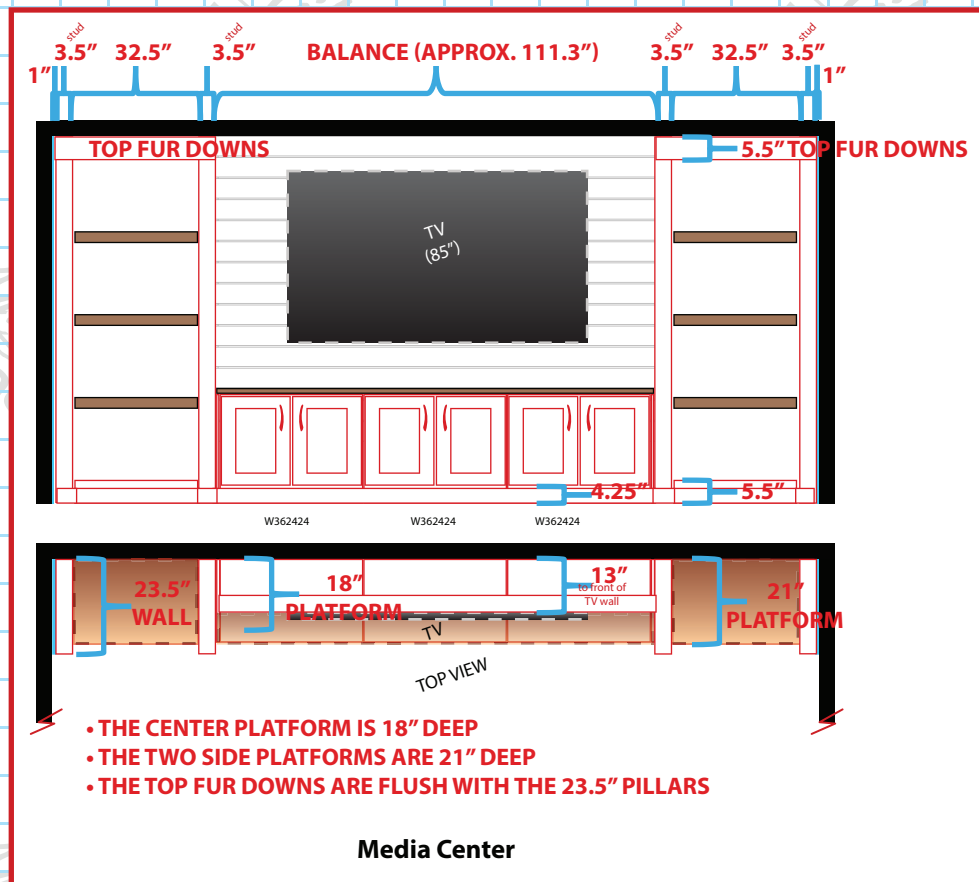 stud stud stud stud
3.5” 32.5” 3.5” BALANCE (APPROX. 111.3”) 3.5” 32.5” 3.5”
1” 1”
TOP FUR DOWNS 5.5” TOP FUR DOWNS
TV
(85”)
4.25” 5.5”
W362424 W362424 W362424
23.5”
WALL
18”
PLATFORM
13”
to front of
TV wall
21”
PLATFORM
TV
TOP VIEW
• THE CENTER PLATFORM IS 18” DEEP
• THE TWO SIDE PLATFORMS ARE 21” DEEP
• THE TOP FUR DOWNS ARE FLUSH WITH THE 23.5” PILLARS
Media Center